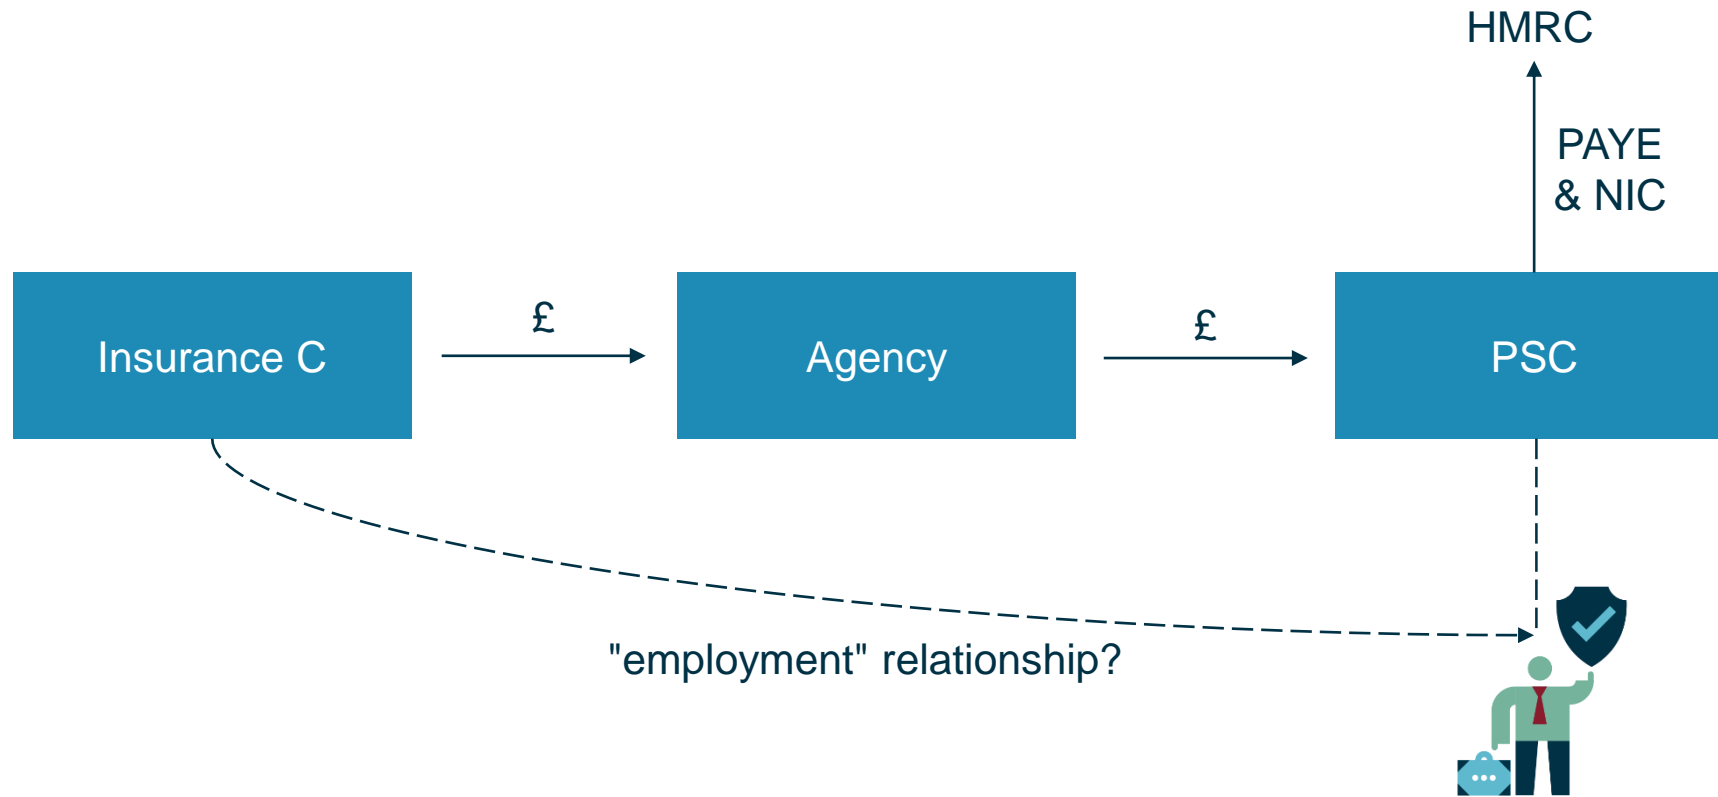 HMRC
PAYE
& NIC
Insurance C
£
Agency
£
PSC
"employment" relationship?